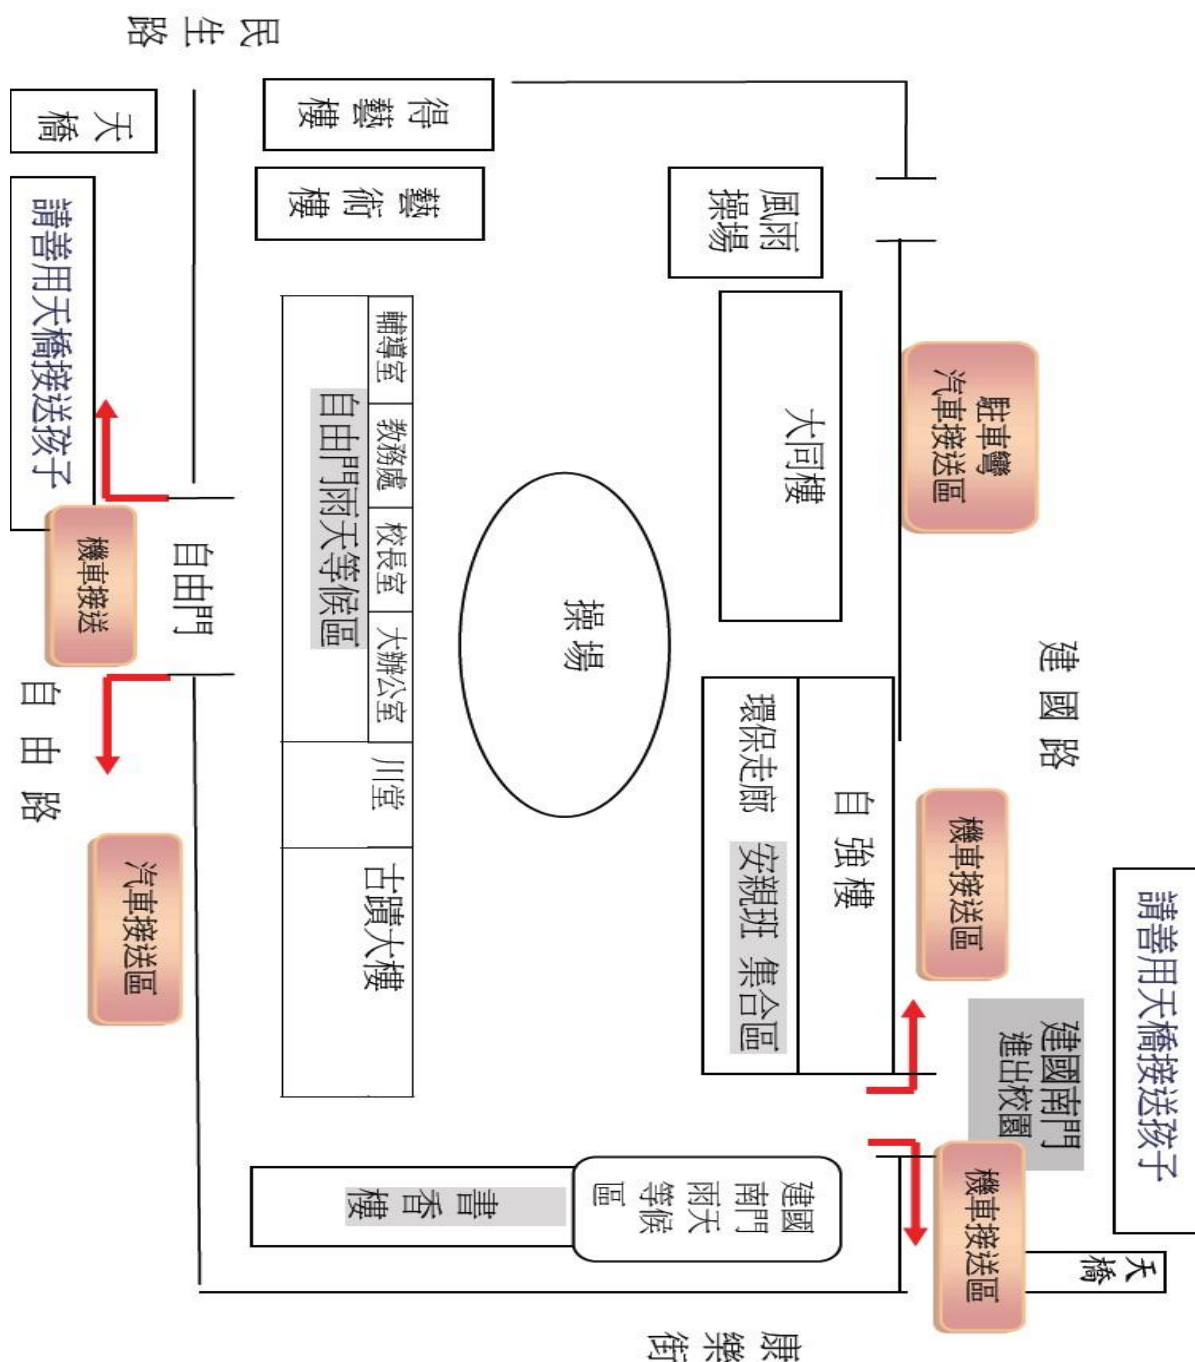 民生路
天橋
得藝樓
藝術樓
風雨
操場
請善用天橋接送孩子
輔導室
教務處
校長室
大辦公室
川堂
古蹟大樓
自由門雨天等候區
大同樓
駐車彎
汽車接送區
機車接送
自由門
操場
建國路
自由路
環保走廊 安親班 集合區
自強樓
機車接送區
汽車接送區
請善用天橋接送孩子
建國南門
進出校園
機車接送區
書香樓
建國
南門
雨天
等候
區
天橋
康樂街